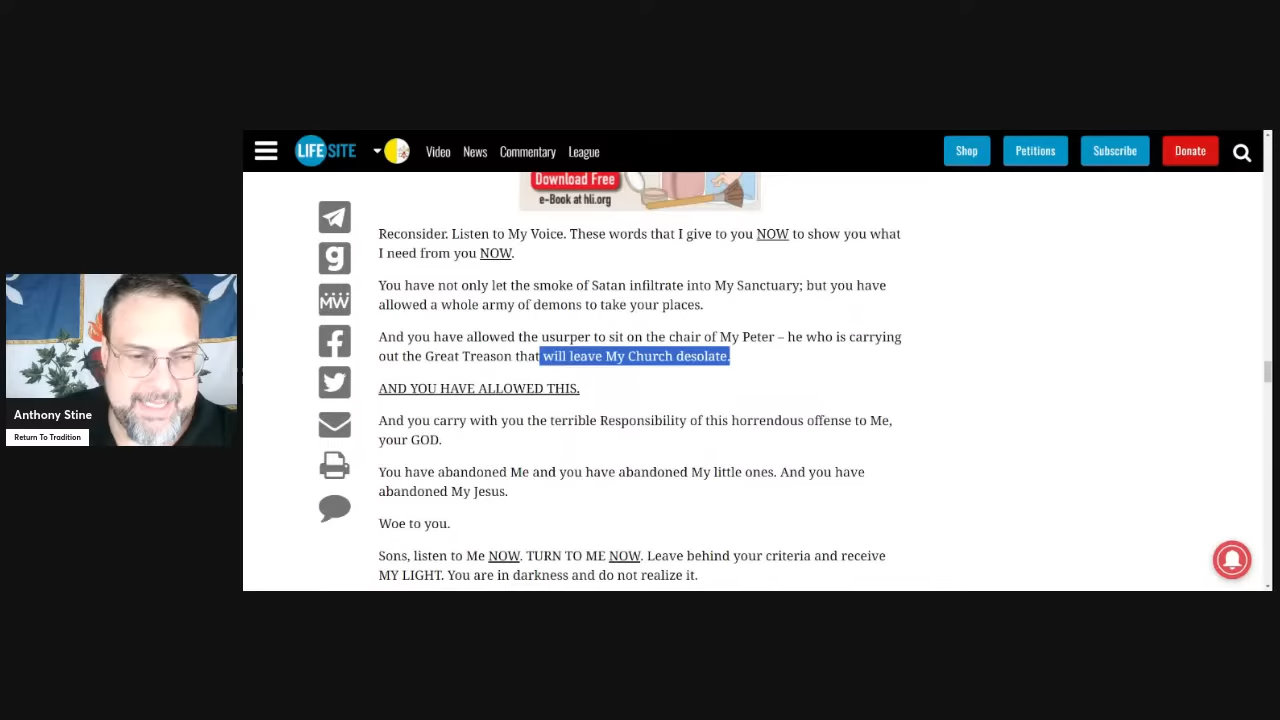 LIFE SITE Video News Commentary League Shop Petitions Subscribe Donate
Download Free
e-Book at hli.org
g
MW
Reconsider. Listen to My Voice. These words that I give to you NOW to show you what
I need from you NOW.
You have not only let the smoke of Satan infiltrate into My Sanctuary; but you have
allowed a whole army of demons to take your places.
And you have allowed the usurper to sit on the chair of My Peter – he who is carrying
out the Great Treason that will leave My Church desolate.
AND YOU HAVE ALLOWED THIS.
And you carry with you the terrible Responsibility of this horrendous offense to Me,
your GOD.
You have abandoned Me and you have abandoned My little ones. And you have
abandoned My Jesus.
Woe to you.
Sons, listen to Me NOW. TURN TO ME NOW. Leave behind your criteria and receive
MY LIGHT. You are in darkness and do not realize it.
Anthony Stine
Return To Tradition